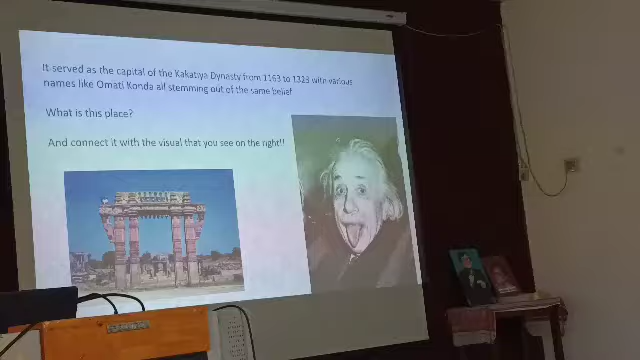 It served as the capital of the Kakatiya Dynasty from 1163 to 1323 with various
names like Omati Konda all stemming out of the same belief
What is this place?
And connect it with the visual that you see on the right!!